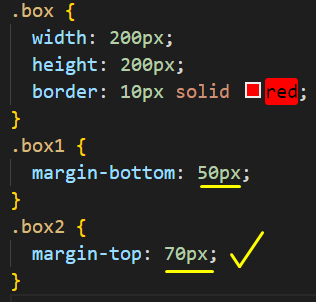 .box {
width: 200px;
height: 200px;
border: 10px solid red;
}
.box1 {
margin-bottom: 50px;
}
.box2 {
margin-top: 70px;
}